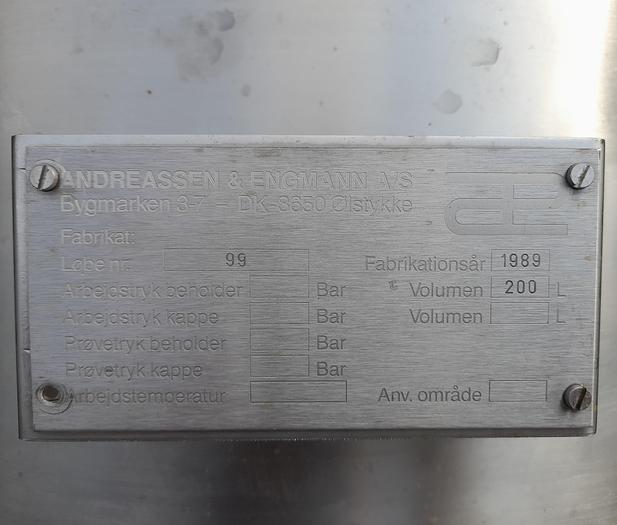 ANDREASSEN & ENGMANN A/S
Bygmarken 3-7 - DK-3650 Ølstykke
Fabrikat:
Løbe nr. 99 Fabrikationsår 1989
Arbejdstryk beholder Bar Volumen 200 L
Arbejdstryk kappe Bar Volumen L
Prøvetryk beholder Bar
Prøvetryk kappe Bar
Arbejdstemperatur Anv. område